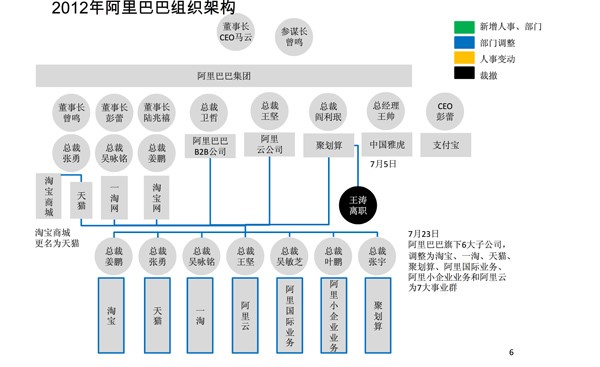 2012年阿里巴巴组织架构
董事长
CEO马云
参谋长
曾鸣
新增人事、部门
部门调整
人事变动
裁撤
阿里巴巴集团
董事长
曾鸣
董事长
彭蕾
董事长
陆兆禧
总裁
卫哲
总裁
王坚
总裁
阎利珉
总经理
王帅
CEO
彭蕾
总裁
张勇
总裁
吴咏铭
总裁
姜鹏
阿里巴巴
B2B公司
阿里
云公司
聚划算
中国雅虎
支付宝
7月5日
淘宝商城
天猫
一淘网
淘宝网
王涛
离职
淘宝商城
更名为天猫
7月23日
阿里巴巴旗下6大子公司,
调整为淘宝、一淘、天猫、
聚划算、阿里国际业务、
阿里小企业业务和阿里云
为7大事业群
总裁
姜鹏
总裁
张勇
总裁
吴咏铭
总裁
王坚
总裁
吴敏芝
总裁
叶鹏
总裁
张宇
淘宝
天猫
一淘
阿里云
阿里国际业务
阿里小企业业务
聚划算
6